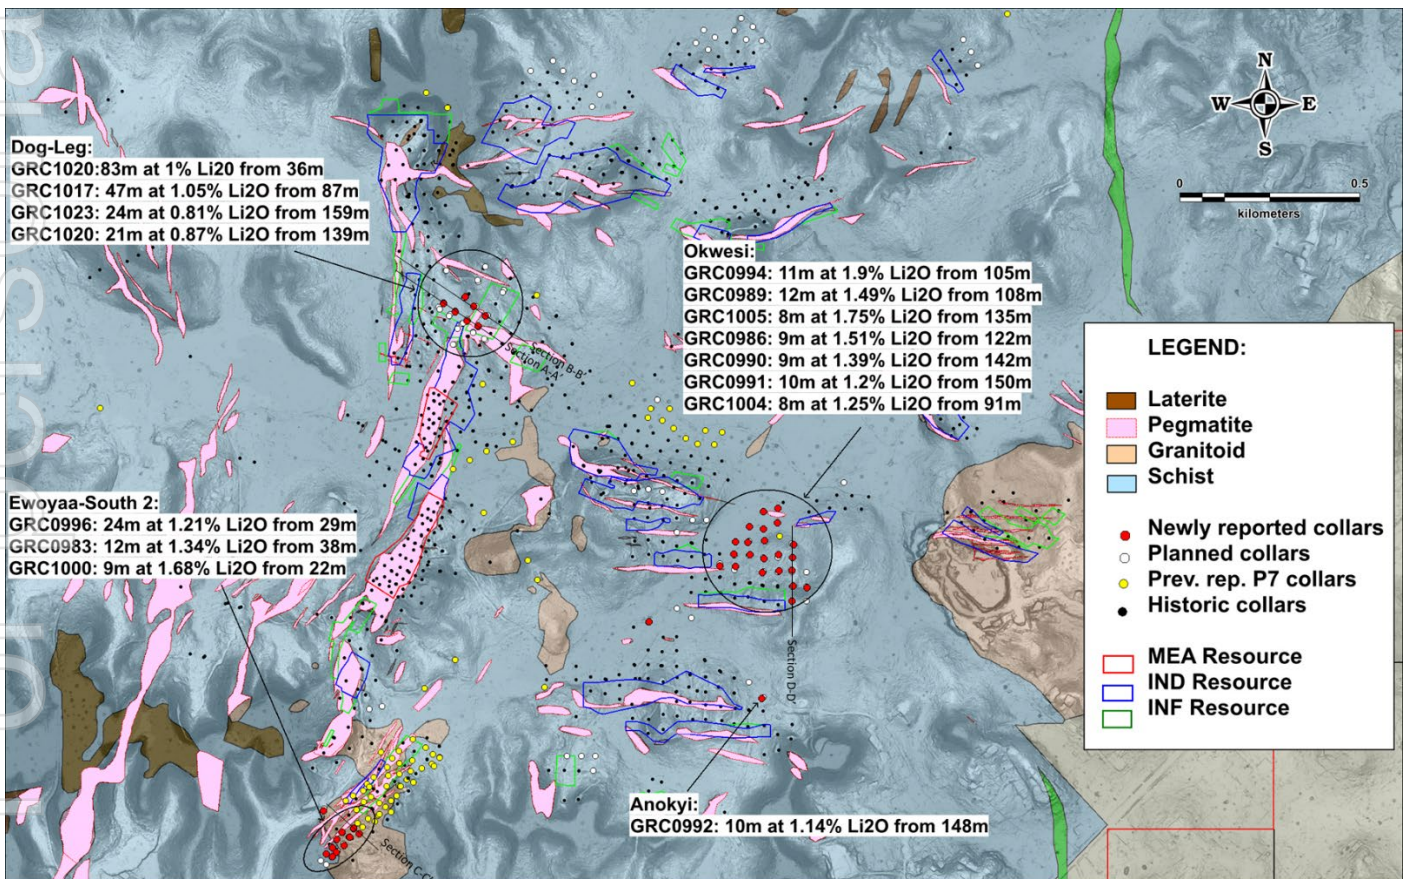 Dog-Leg:
GRC1020:83m at 1% Li20 from 36m
GRC1017: 47m at 1.05% Li2O from 87m
GRC1023: 24m at 0.81% Li2O from 159m
GRC1020: 21m at 0.87% Li2O from 139m
N
W E
S
0 0.5
kilometers
Okwesi:
GRC0994: 11m at 1.9% Li2O from 105m
GRC0989: 12m at 1.49% Li2O from 108m
GRC1005: 8m at 1.75% Li2O from 135m
GRC0986: 9m at 1.51% Li2O from 122m
GRC0990: 9m at 1.39% Li2O from 142m
GRC0991: 10m at 1.2% Li2O from 150m
GRC1004: 8m at 1.25% Li2O from 91m
Section B-B'
Section A-A'
LEGEND:
Laterite
Pegmatite
Granitoid
Schist
Newly reported collars
Planned collars
Prev. rep. P7 collars
Historic collars
MEA Resource
IND Resource
INF Resource
Ewoyaa-South 2:
GRC0996: 24m at 1.21% Li2O from 29m
GRC0983: 12m at 1.34% Li2O from 38m
GRC1000: 9m at 1.68% Li2O from 22m
Section D-D'
Anokyi:
GRC0992: 10m at 1.14% Li2O from 148m
Section C-C'